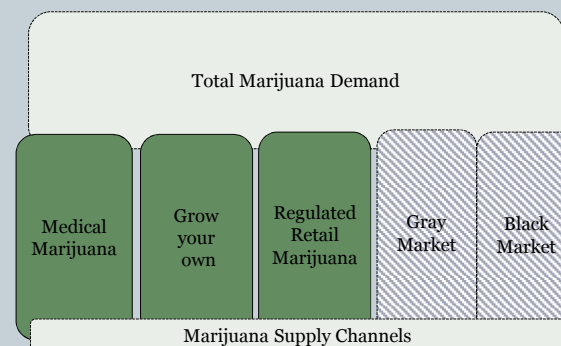 Total Marijuana Demand
Medical
Marijuana
Grow
your
own
Regulated
Retail
Marijuana
Gray
Market
Black
Market
Marijuana Supply Channels